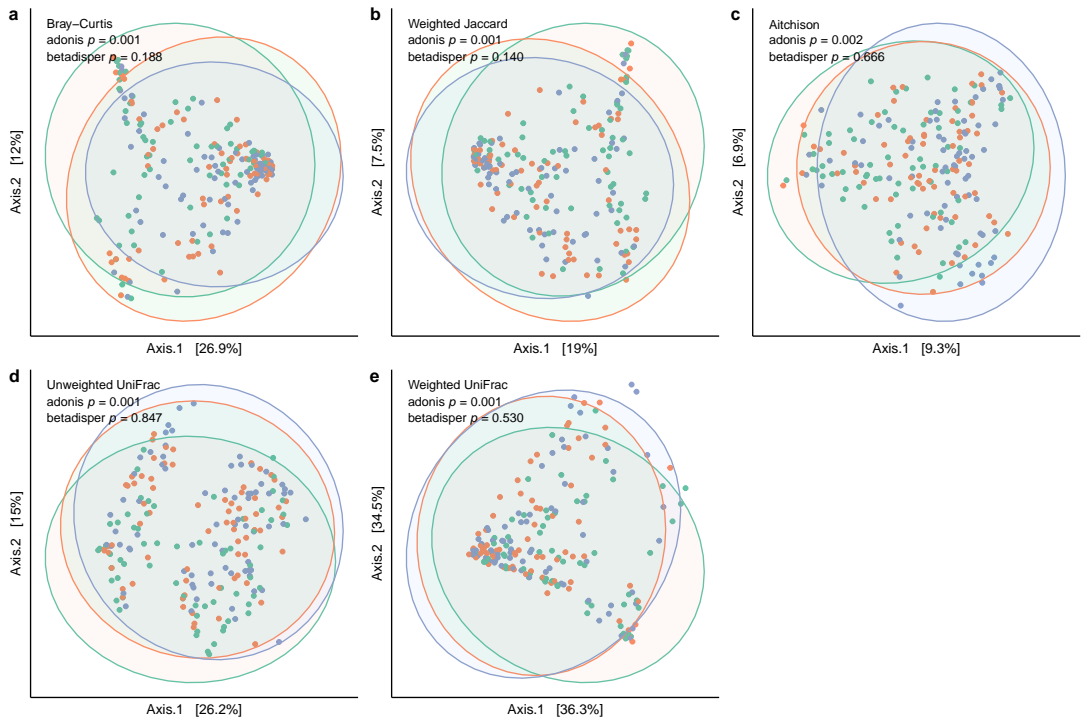 a
Bray−Curtis
adonis p = 0.001
betadisper p = 0.188
Axis.2 [12%]
Axis.1 [26.9%]
b
Weighted Jaccard
adonis p = 0.001
betadisper p = 0.140
Axis.2 [7.5%]
Axis.1 [19%]
c
Aitchison
adonis p = 0.002
betadisper p = 0.666
Axis.2 [6.9%]
Axis.1 [9.3%]
d
Unweighted UniFrac
adonis p = 0.001
betadisper p = 0.847
Axis.2 [15%]
Axis.1 [26.2%]
e
Weighted UniFrac
adonis p = 0.001
betadisper p = 0.530
Axis.2 [34.5%]
Axis.1 [36.3%]